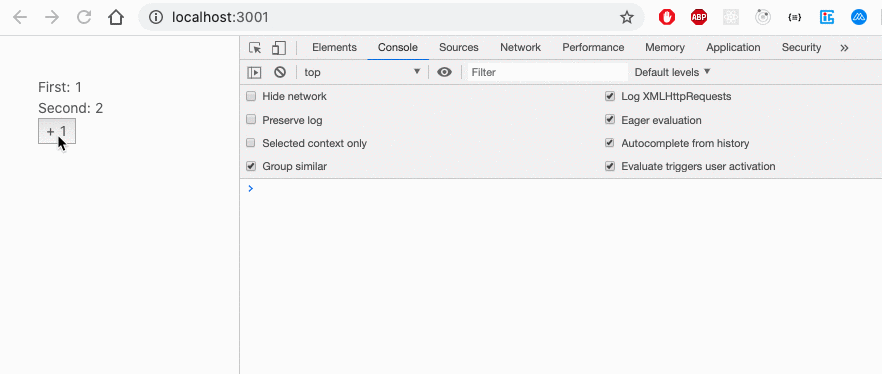 localhost:3001
ABP
{≡}
Elements Console Sources Network Performance Memory Application Security »
top ▼ Filter Default levels ▼
First: 1
Second: 2
+ 1
Hide network Log XMLHttpRequests
Preserve log Eager evaluation
Selected context only Autocomplete from history
Group similar Evaluate triggers user activation
›